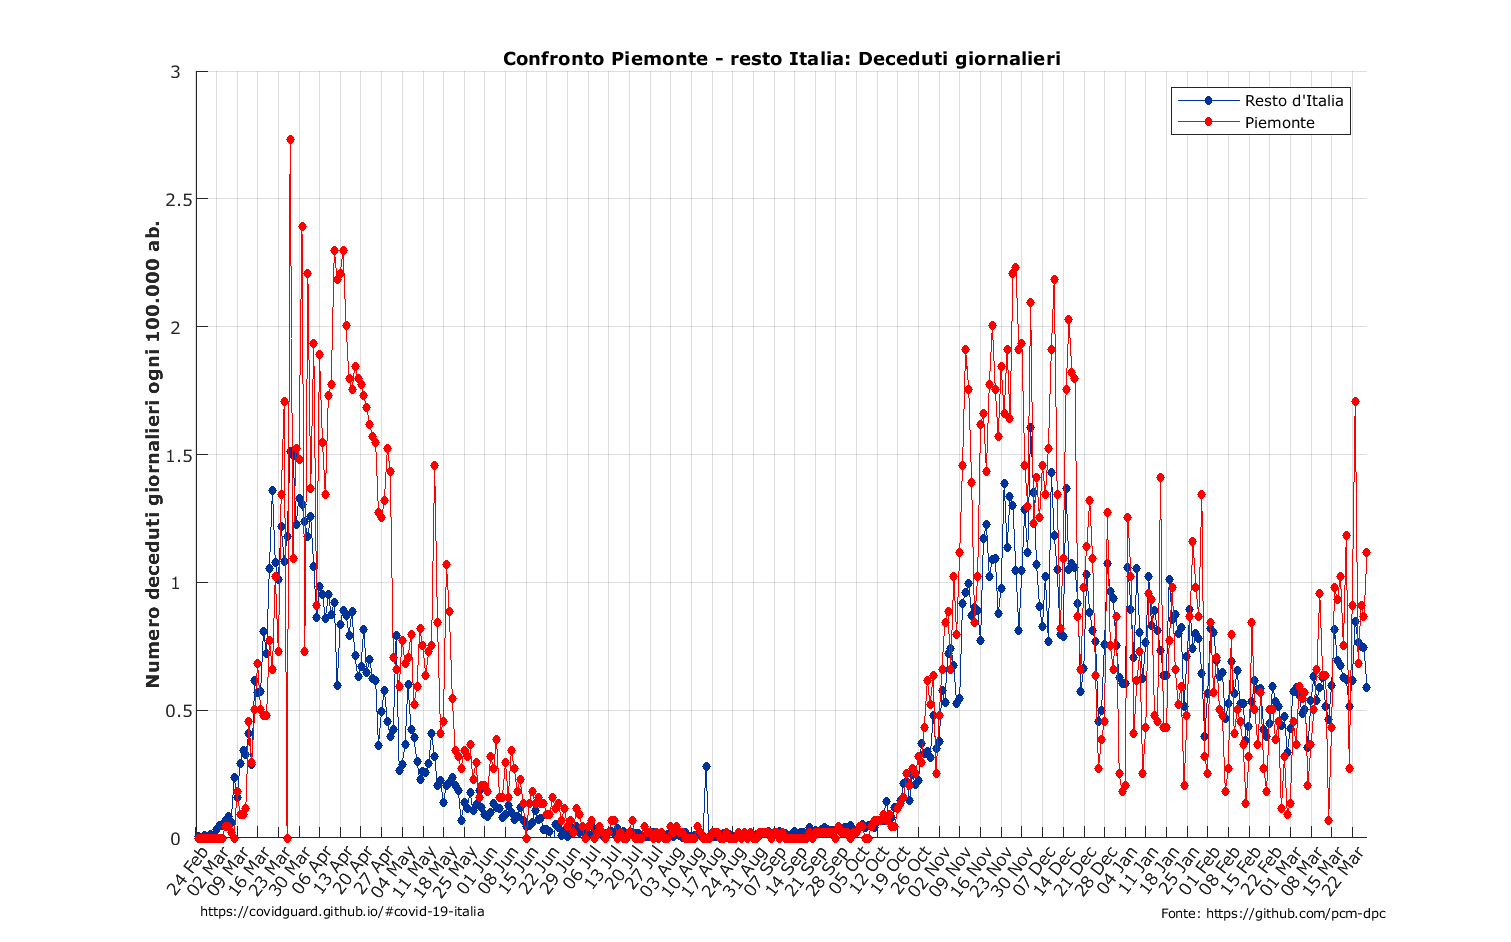 Confronto Piemonte - resto Italia: Deceduti giornalieri
Resto d'Italia
Piemonte
Numero deceduti giornalieri ogni 100.000 ab.
3
2.5
2
1.5
1
0.5
0
24 Feb
02 Mar
09 Mar
16 Mar
23 Mar
30 Mar
06 Apr
13 Apr
20 Apr
27 Apr
04 May
11 May
18 May
25 May
01 Jun
08 Jun
15 Jun
22 Jun
29 Jun
06 Jul
13 Jul
20 Jul
27 Jul
03 Aug
10 Aug
17 Aug
24 Aug
31 Aug
07 Sep
14 Sep
21 Sep
28 Sep
05 Oct
12 Oct
19 Oct
26 Oct
02 Nov
09 Nov
16 Nov
23 Nov
30 Nov
07 Dec
14 Dec
21 Dec
28 Dec
04 Jan
11 Jan
18 Jan
25 Jan
01 Feb
08 Feb
15 Feb
22 Feb
01 Mar
08 Mar
15 Mar
22 Mar
https://covidguard.github.io/#covid-19-italia
Fonte: https://github.com/pcm-dpc